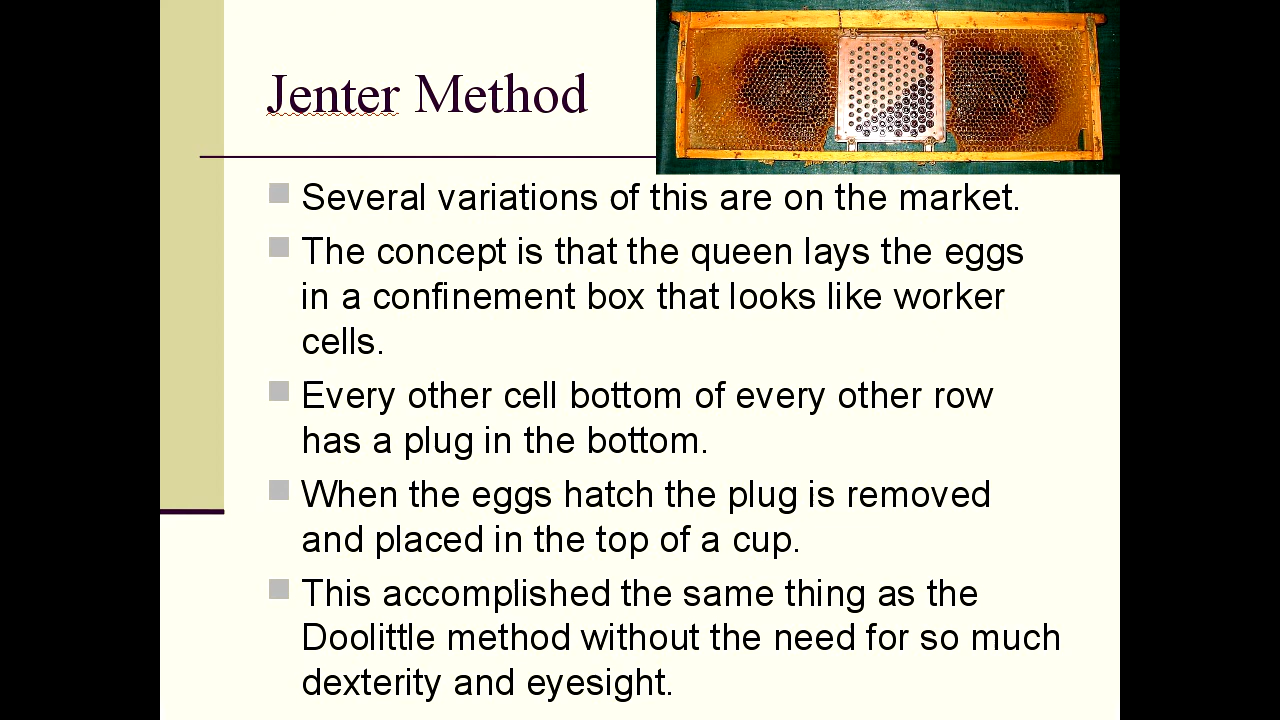 Jenter Method
Several variations of this are on the market.
The concept is that the queen lays the eggs
in a confinement box that looks like worker
cells.
Every other cell bottom of every other row
has a plug in the bottom.
When the eggs hatch the plug is removed
and placed in the top of a cup.
This accomplished the same thing as the
Doolittle method without the need for so much
dexterity and eyesight.